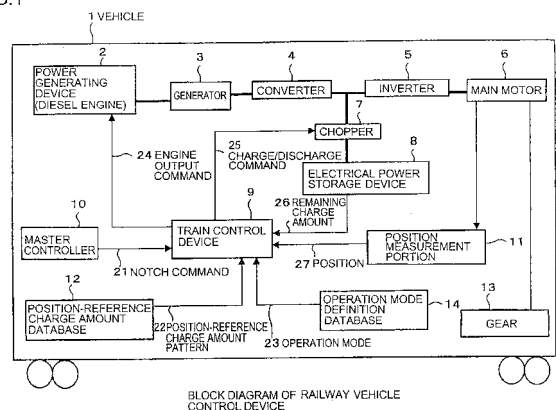 1 VEHICLE
2
POWER
GENERATING
DEVICE
(DIESEL ENGINE)
3
GENERATOR
4
CONVERTER
5
INVERTER
6
MAIN MOTOR
7
CHOPPER
24 ENGINE
OUTPUT
COMMAND
25
CHARGE/DISCHARGE
COMMAND
8
ELECTRICAL POWER
STORAGE DEVICE
26 REMAINING
CHARGE
AMOUNT
9
TRAIN CONTROL
DEVICE
10
MASTER
CONTROLLER
21 NOTCH COMMAND
POSITION
MEASUREMENT
PORTION
11
27 POSITION
12
POSITION-REFERENCE
CHARGE AMOUNT
DATABASE
22 POSITION-REFERENCE
CHARGE AMOUNT
PATTERN
23 OPERATION MODE
OPERATION MODE
DEFINITION
DATABASE
14
13
GEAR
BLOCK DIAGRAM OF RAILWAY VEHICLE
CONTROL DEVICE